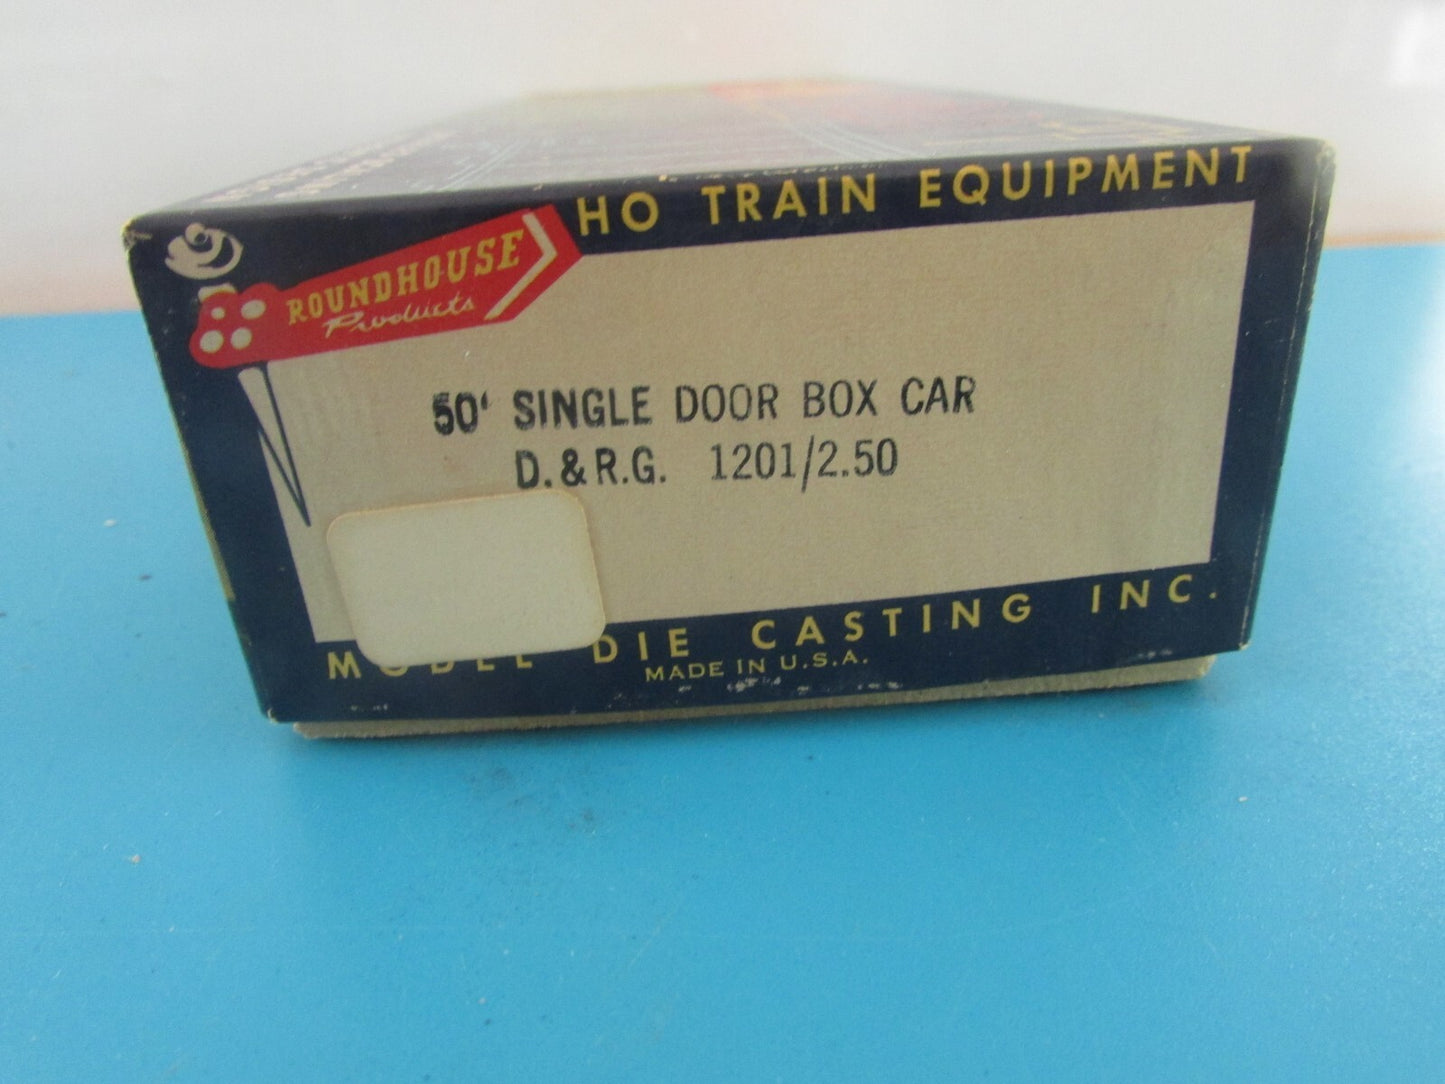 HO TRAIN EQUIPMENT
ROUNDHOUSE
Products
50' SINGLE DOOR BOX CAR
D. & R.G. 1201/2.50
MODEL DIE CASTING INC.
MADE IN U.S.A.